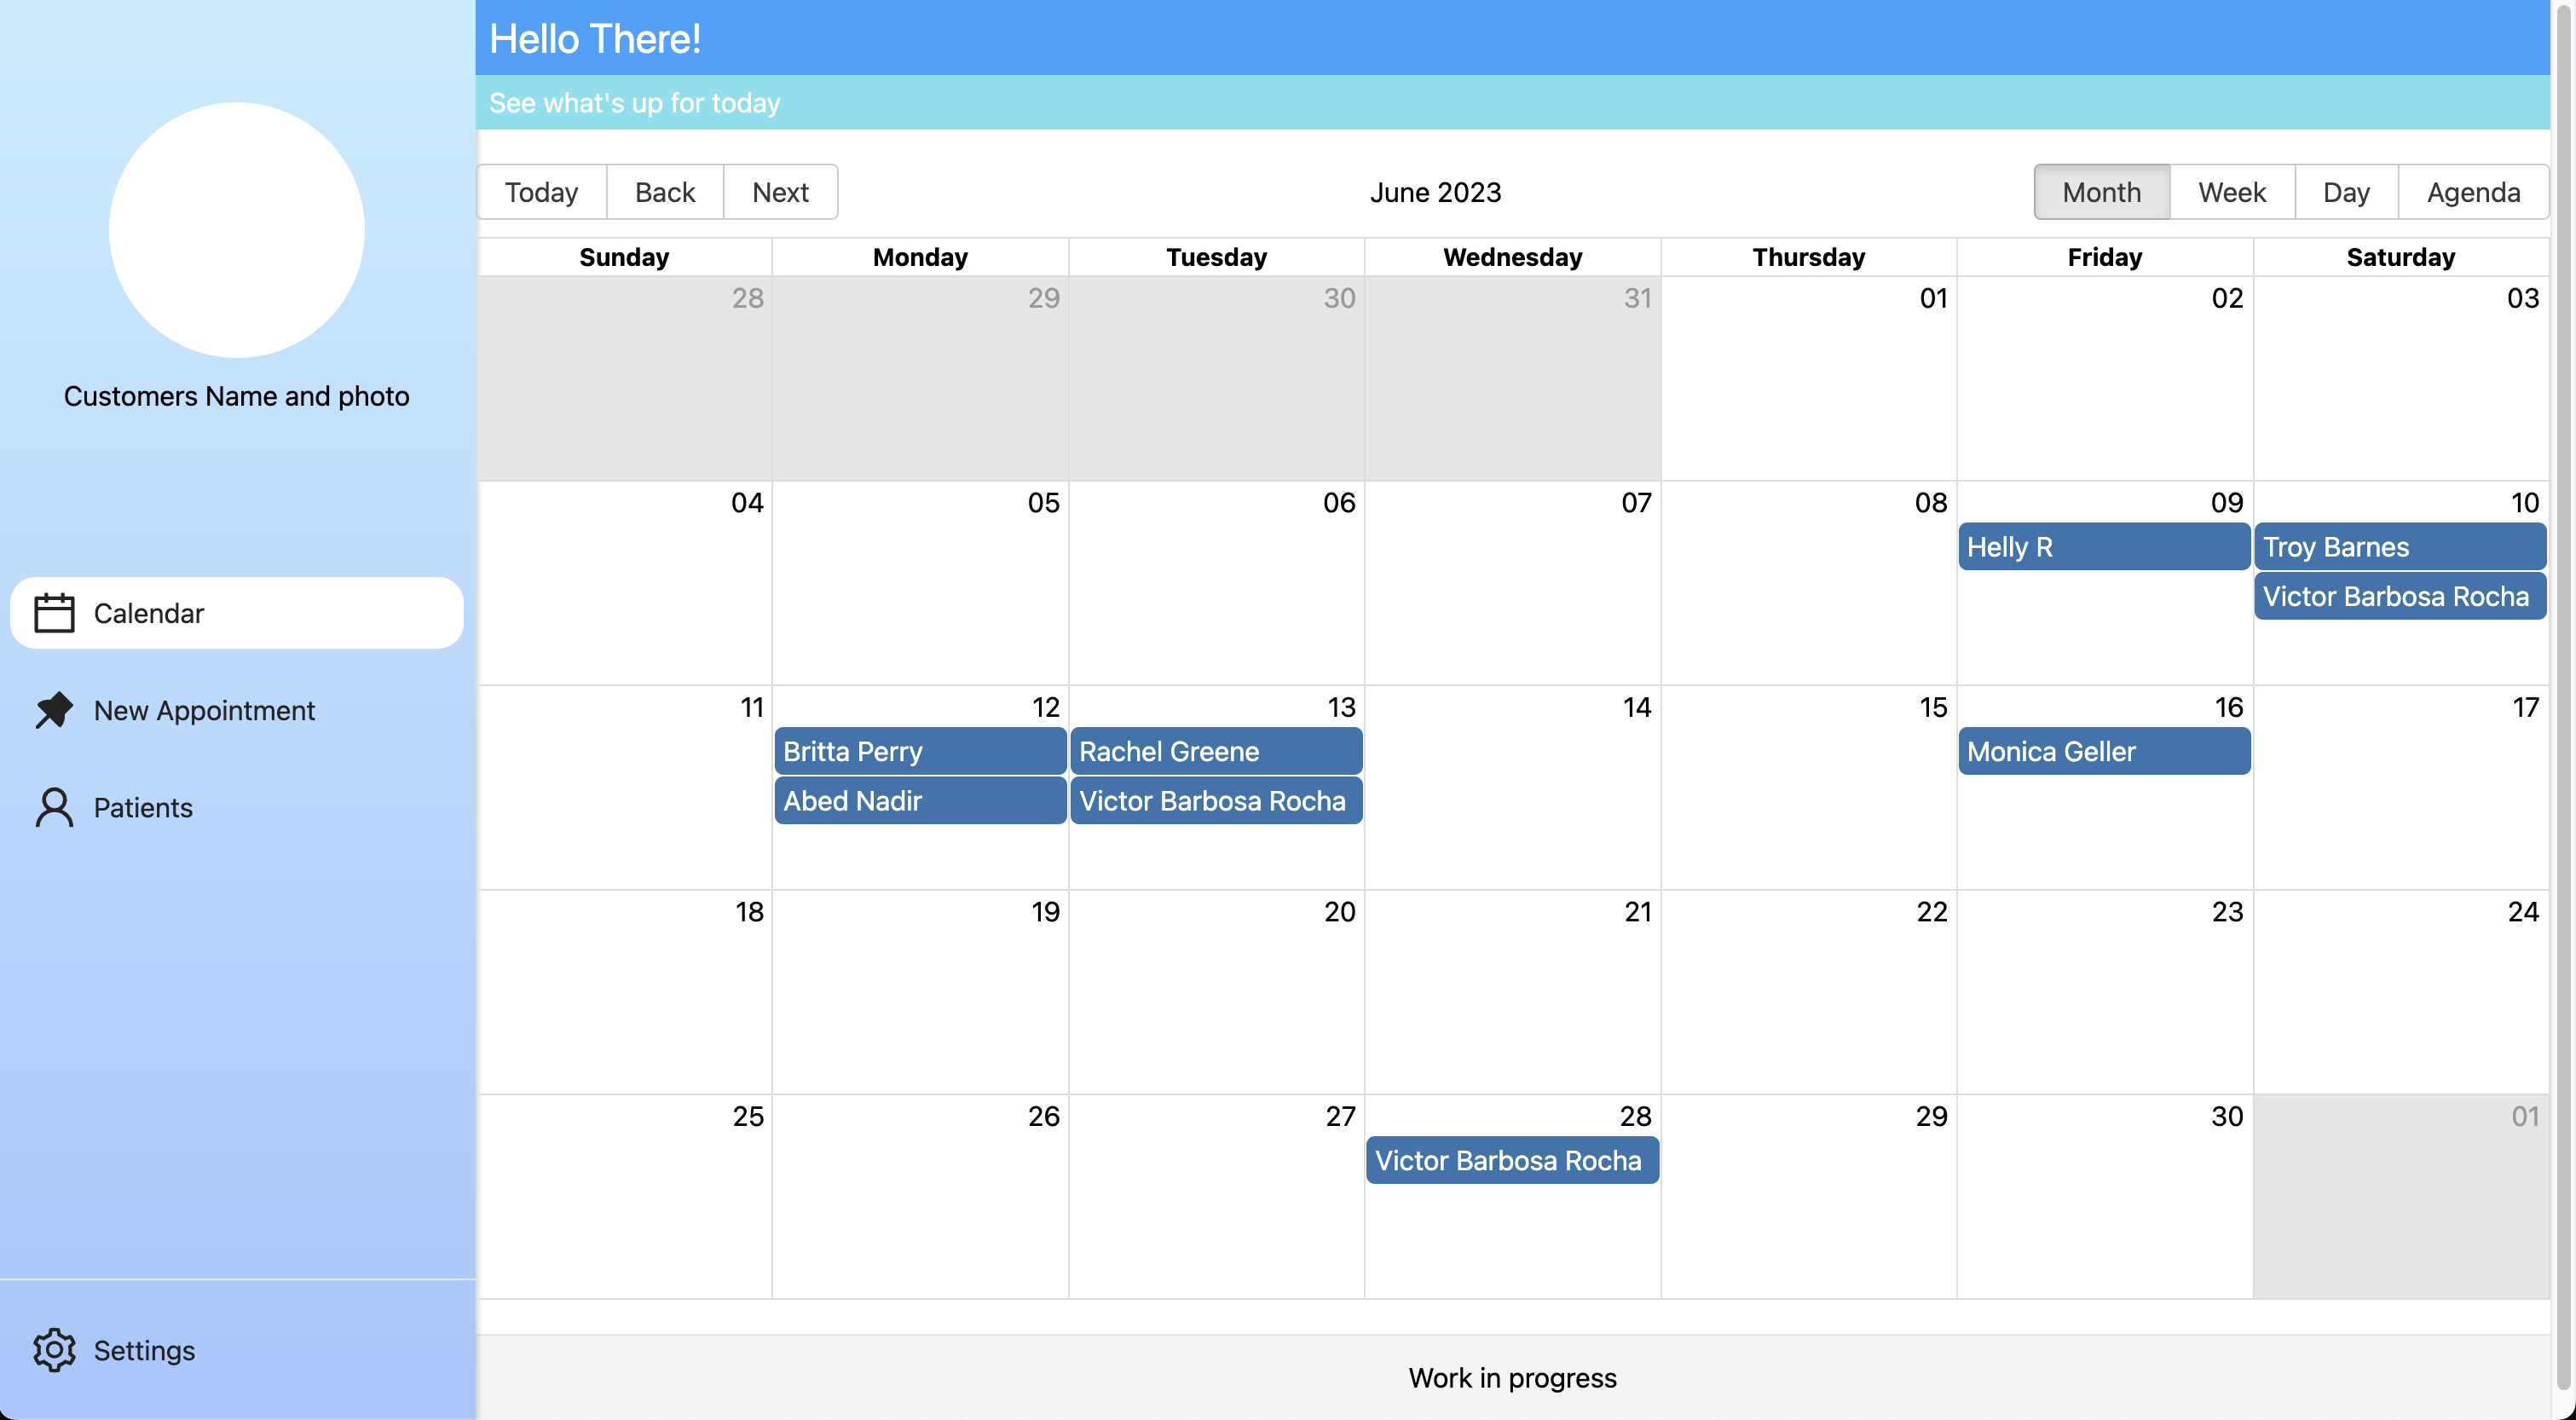 Hello There!
See what's up for today
Customers Name and photo
Calendar
New Appointment
Patients
Settings
Today Back Next
June 2023
Month Week Day Agenda
Sunday Monday Tuesday Wednesday Thursday Friday Saturday
28 29 30 31 01 02 03
04 05 06 07 08 09 10
Helly R Troy Barnes
Victor Barbosa Rocha
11 12 13 14 15 16 17
Britta Perry Rachel Greene Monica Geller
Abed Nadir Victor Barbosa Rocha
18 19 20 21 22 23 24
25 26 27 28 29 30 01
Victor Barbosa Rocha
Work in progress